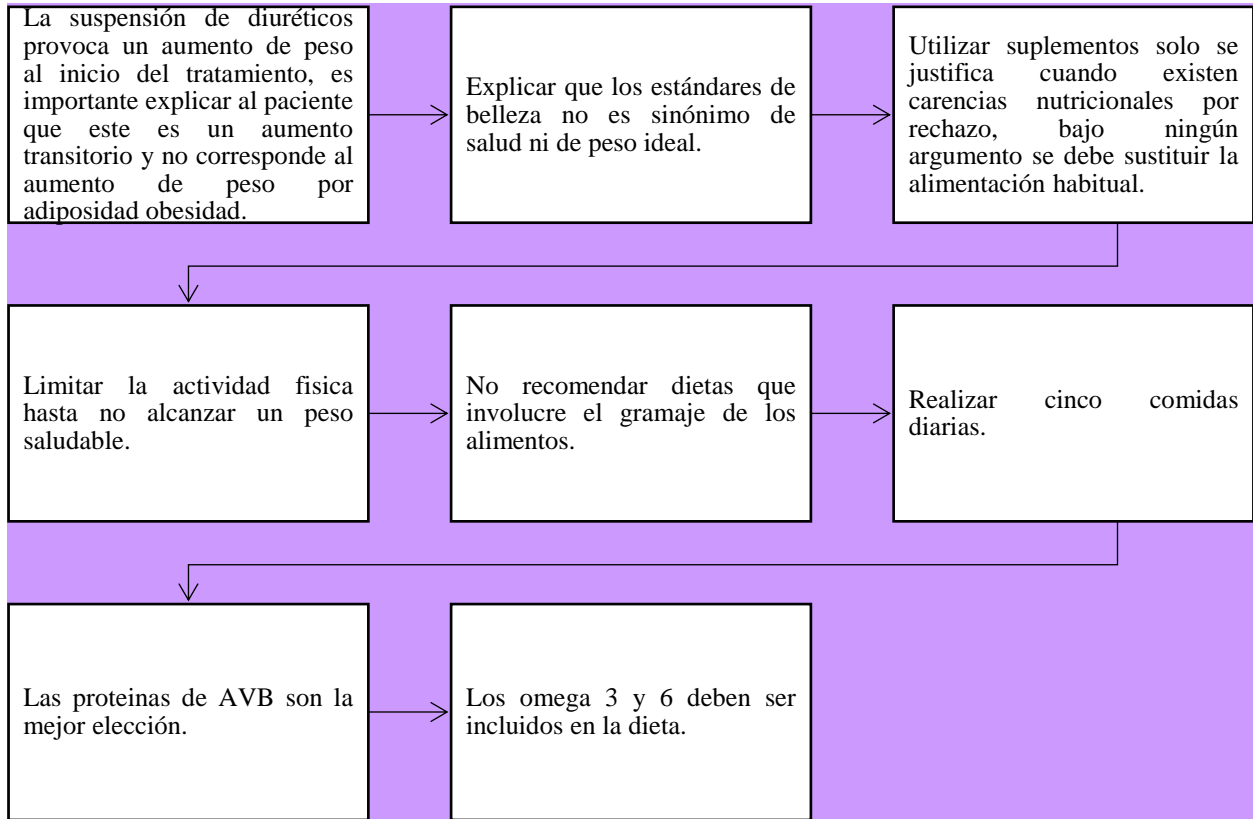 La suspensión de diuréticos
provoca un aumento de peso
al inicio del tratamiento, es
importante explicar al paciente
que este es un aumento
transitorio y no corresponde al
aumento de peso por
adiposidad obesidad.
Explicar que los estándares de
belleza no es sinónimo de
salud ni de peso ideal.
Utilizar suplementos solo se
justifica cuando existen
carencias nutricionales por
rechazo, bajo ningún
argumento se debe sustituir la
alimentación habitual.
Limitar la actividad fisica
hasta no alcanzar un peso
saludable.
No recomendar dietas que
involucre el gramaje de los
alimentos.
Realizar cinco comidas
diarias.
Las proteinas de AVB son la
mejor elección.
Los omega 3 y 6 deben ser
incluidos en la dieta.